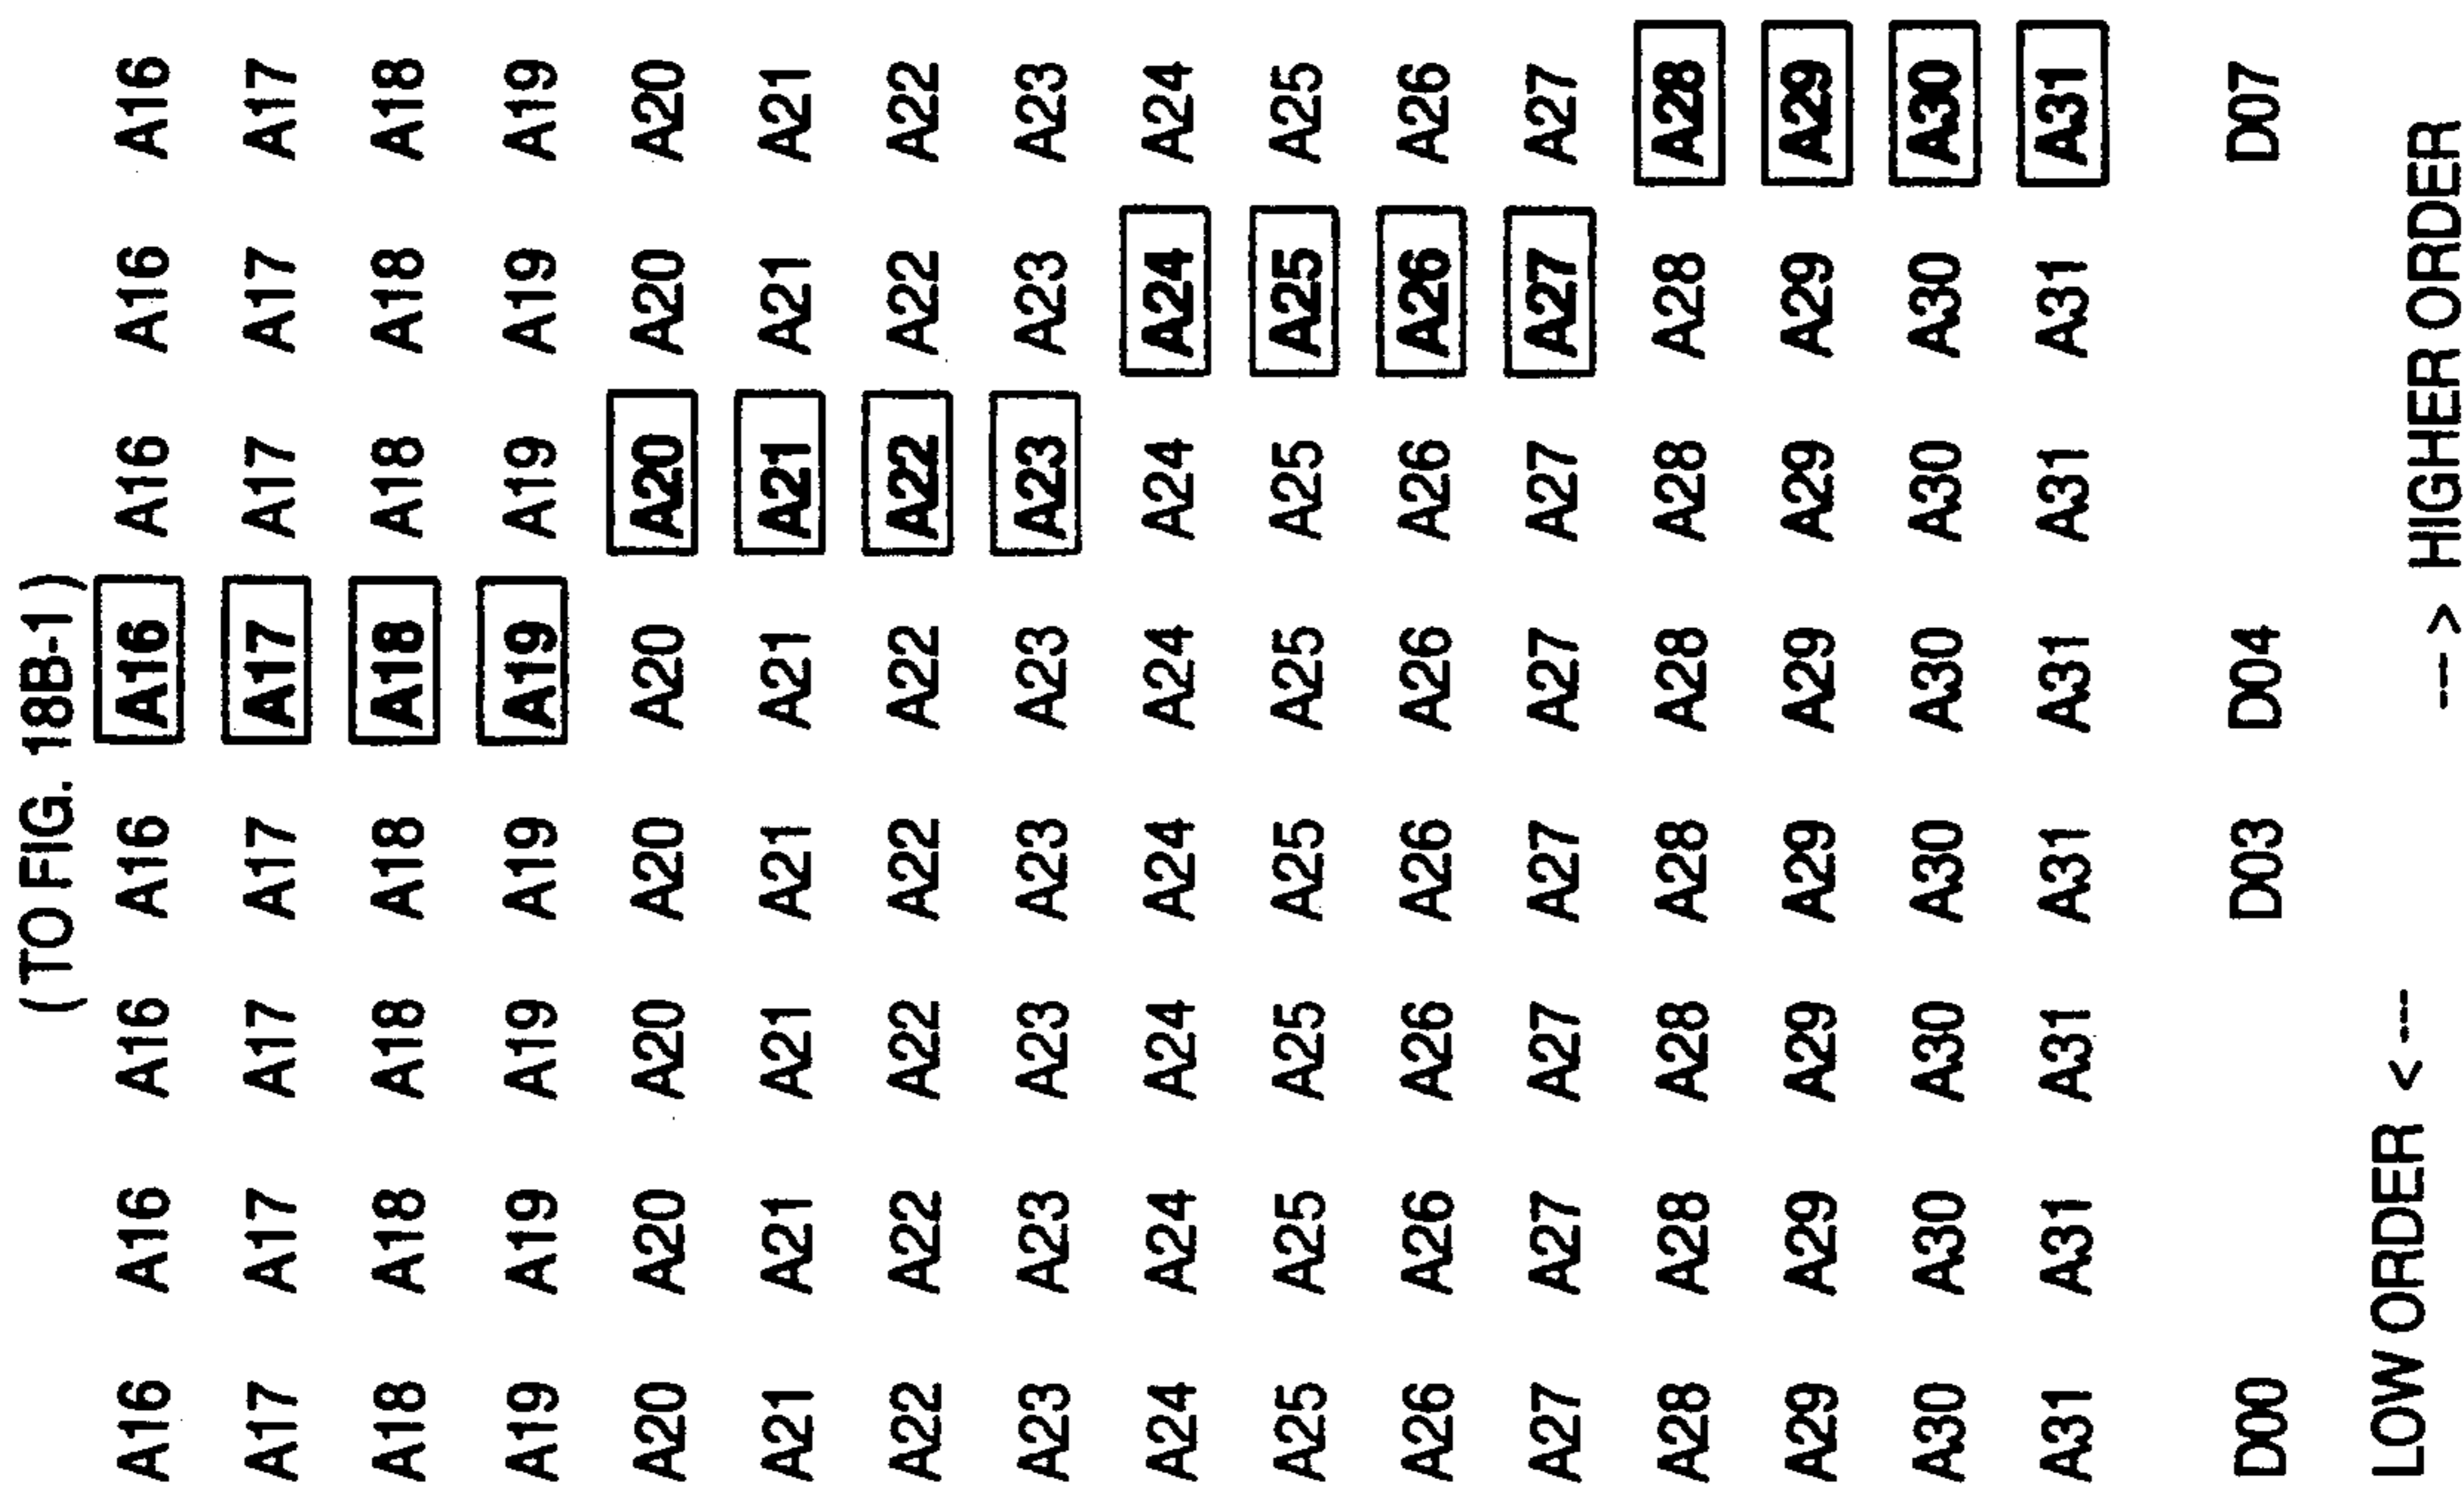 (TO FIG. 18B-1)
A16 A16 A16 A16 A16 A16 A16 A16
A17 A17 A17 A17 A17 A17 A17 A17
A18 A18 A18 A18 A18 A18 A18 A18
A19 A19 A19 A19 A19 A19 A19 A19
A20 A20 A20 A20 A20 A20 A20 A20
A21 A21 A21 A21 A21 A21 A21 A21
A22 A22 A22 A22 A22 A22 A22 A22
A23 A23 A23 A23 A23 A23 A23 A23
A24 A24 A24 A24 A24 A24 A24 A24
A25 A25 A25 A25 A25 A25 A25 A25
A26 A26 A26 A26 A26 A26 A26 A26
A27 A27 A27 A27 A27 A27 A27 A27
A28 A28 A28 A28 A28 A28 A28 A28
A29 A29 A29 A29 A29 A29 A29 A29
A30 A30 A30 A30 A30 A30 A30 A30
A31 A31 A31 A31 A31 A31 A31 A31
D00 D03 D04 D07
LOW ORDER <--- ---> HIGHER ORDER